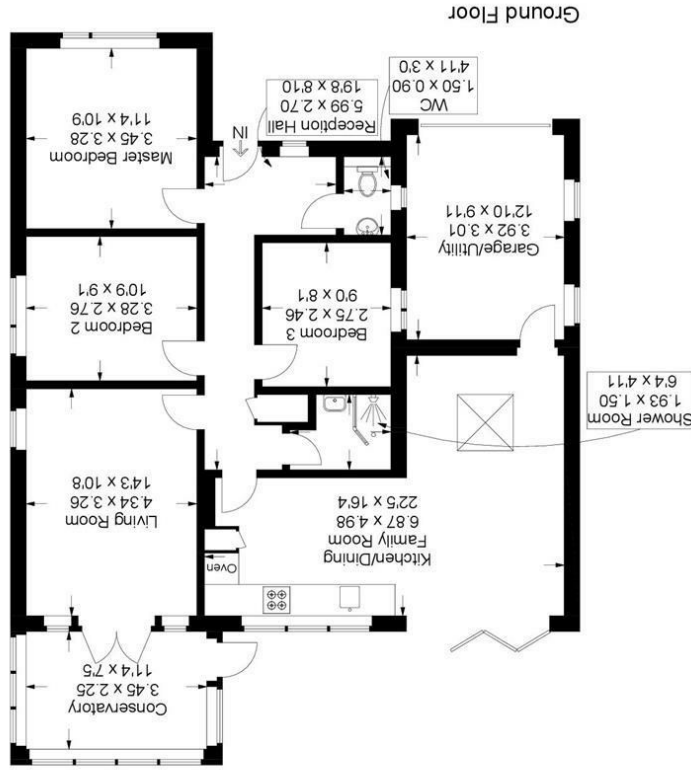 Conservatory
3.45 x 2.25
11'4 x 7'5
Oven
Kitchen/Dining
Family Room
6.87 x 4.98
22'5 x 16'4
Living Room
4.34 x 3.26
14'3 x 10'8
Shower Room
1.93 x 1.50
6'4 x 4'11
Bedroom 3
2.75 x 2.46
9'0 x 8'1
Bedroom 2
3.28 x 2.76
10'9 x 9'1
Garage/Utility
3.92 x 3.01
12'10 x 9'11
Master Bedroom
3.45 x 3.28
11'4 x 10'9
IN
WC
1.50 x 0.90
4'11 x 3'0
Reception Hall
5.99 x 2.70
19'8 x 8'10
Ground Floor